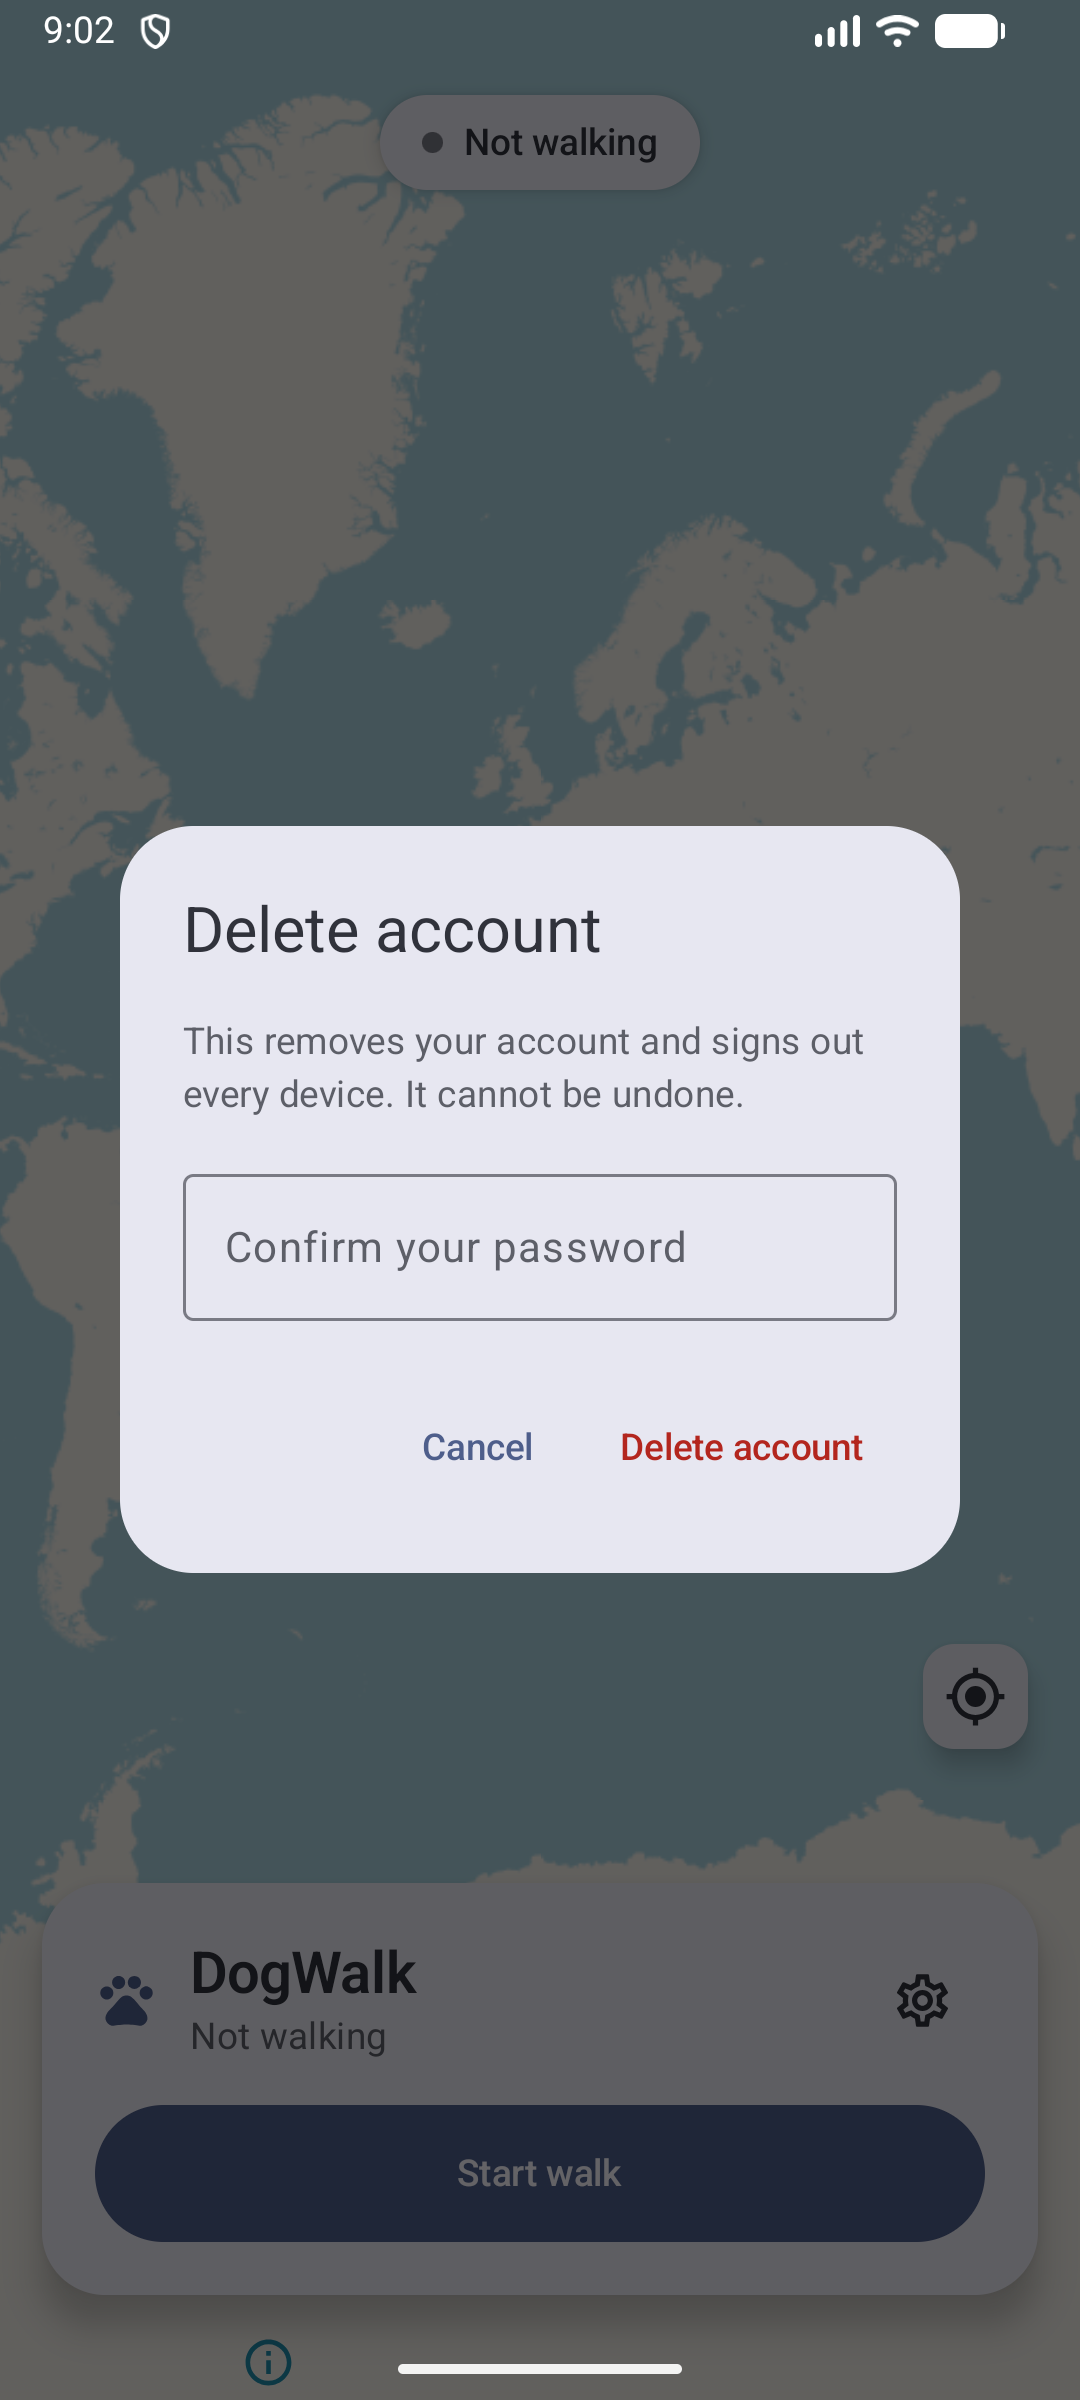 9:02
Not walking
Delete account
This removes your account and signs out
every device. It cannot be undone.
Confirm your password
Cancel
Delete account
DogWalk
Not walking
Start walk